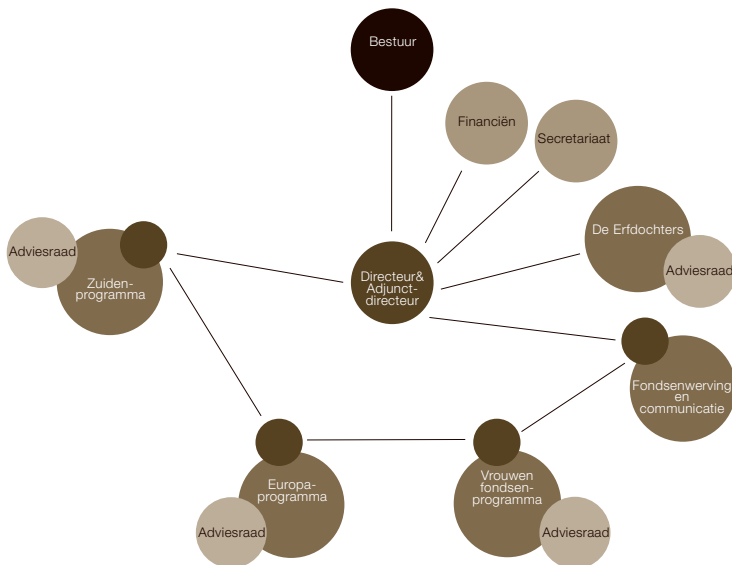 Bestuur
Financiën
Secretariaat
De Erfdochters
Adviesraad
Adviesraad
Zuiden-
programma
Directeur&
Adjunct-
directeur
Fondsenwerving
en
communicatie
Europa-
programma
Adviesraad
Vrouwen
fondsen-
programma
Adviesraad